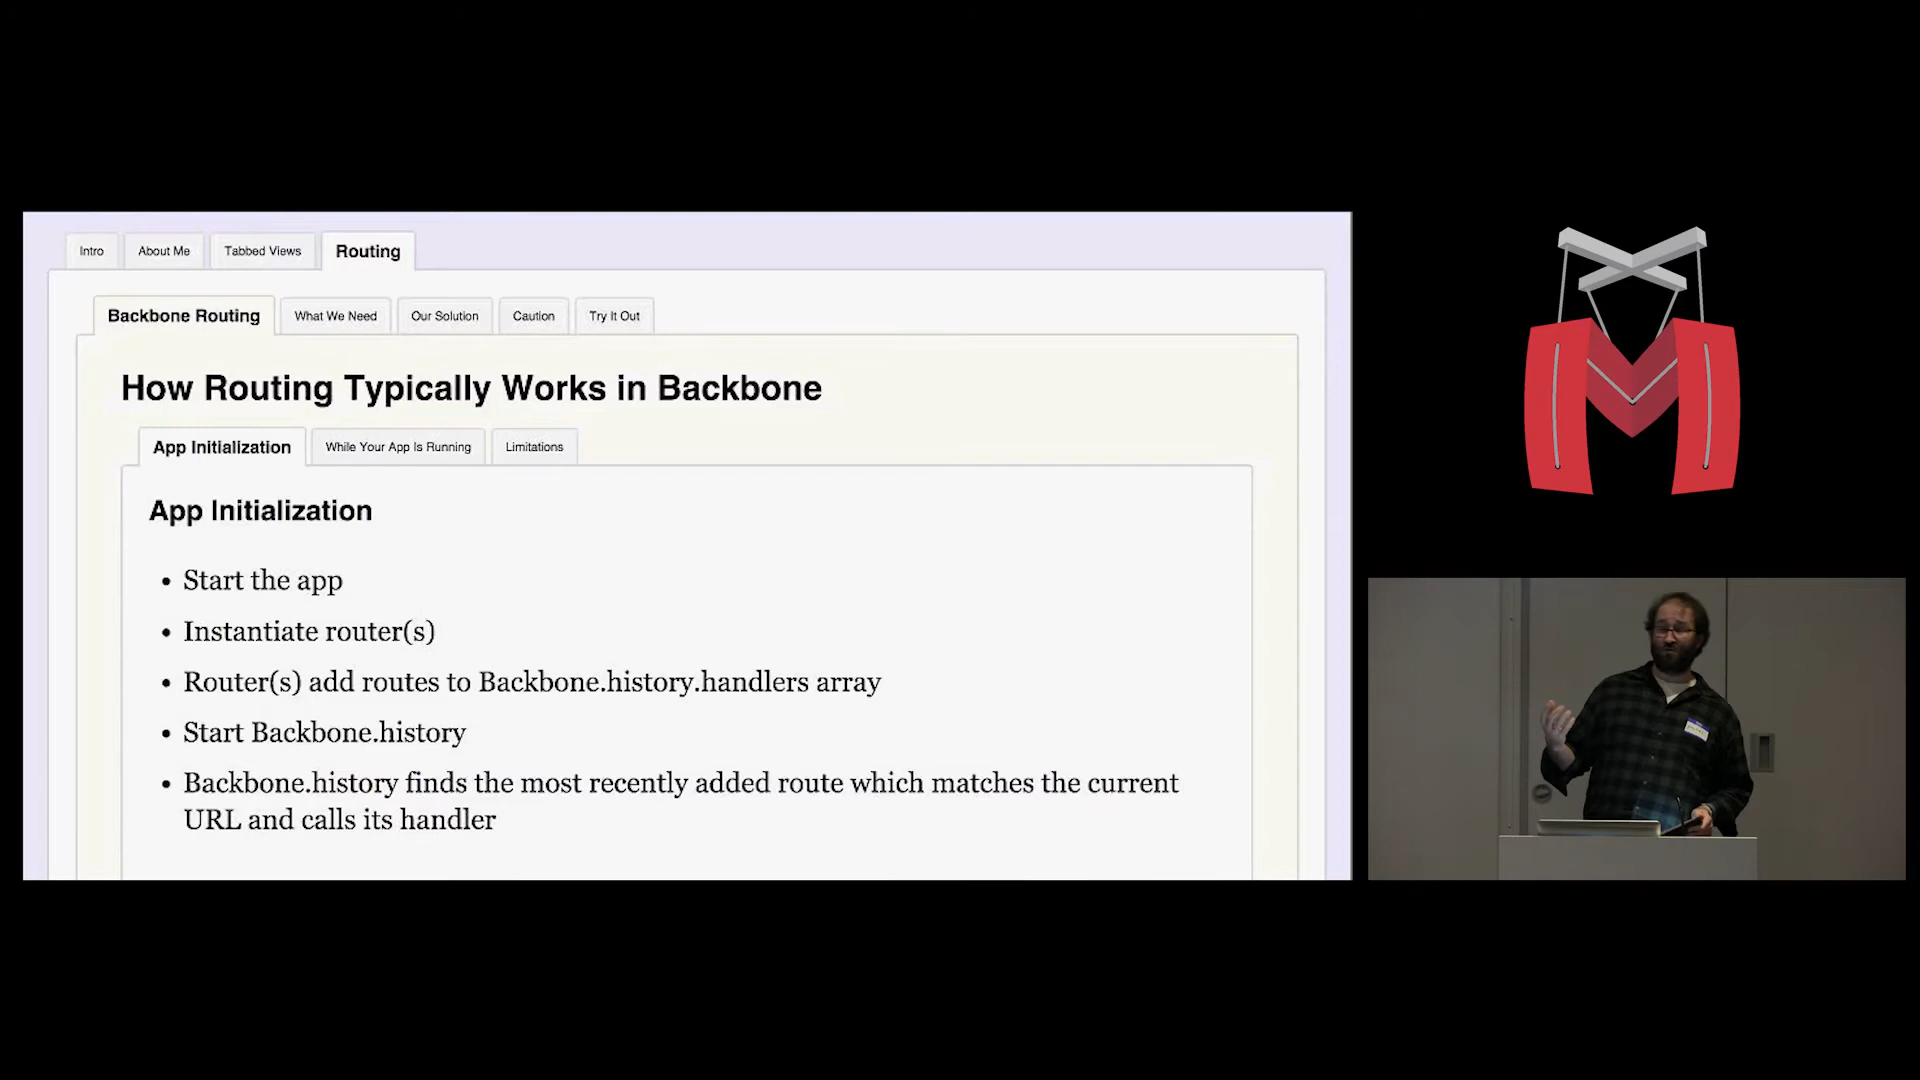 Intro
About Me
Tabbed Views
Routing
Backbone Routing
What We Need
Our Solution
Caution
Try It Out
How Routing Typically Works in Backbone
App Initialization
While Your App Is Running
Limitations
App Initialization
• Start the app
• Instantiate router(s)
• Router(s) add routes to Backbone.history.handlers array
• Start Backbone.history
• Backbone.history finds the most recently added route which matches the current
URL and calls its handler